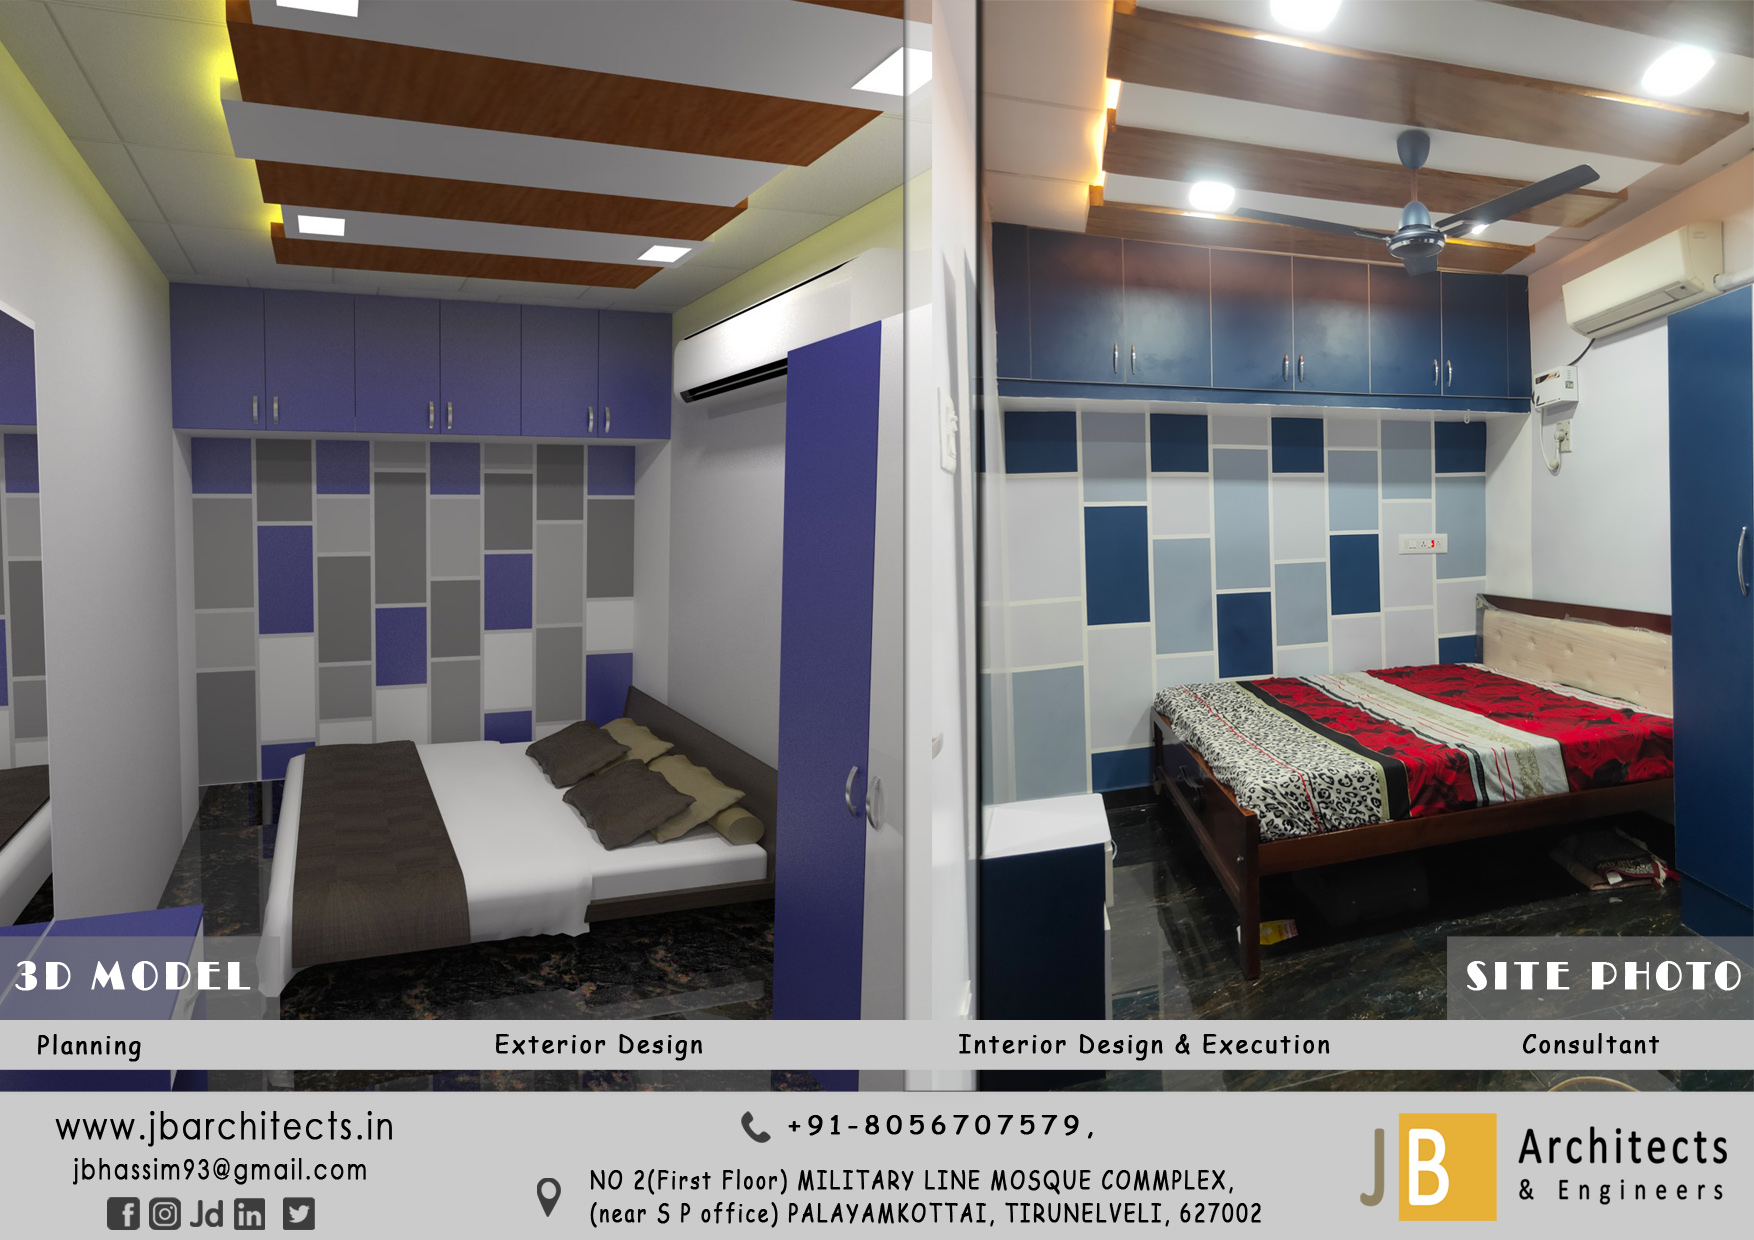 3D MODEL
SITE PHOTO
Planning
Exterior Design
Interior Design & Execution
Consultant
www.jbarchitects.in
jbhassim93@gmail.com
Jd
+91-8056707579,
NO 2(First Floor) MILITARY LINE MOSQUE COMMPLEX,
(near S P office) PALAYAMKOTTAI, TIRUNELVELI, 627002
JB
Architects
& Engineers